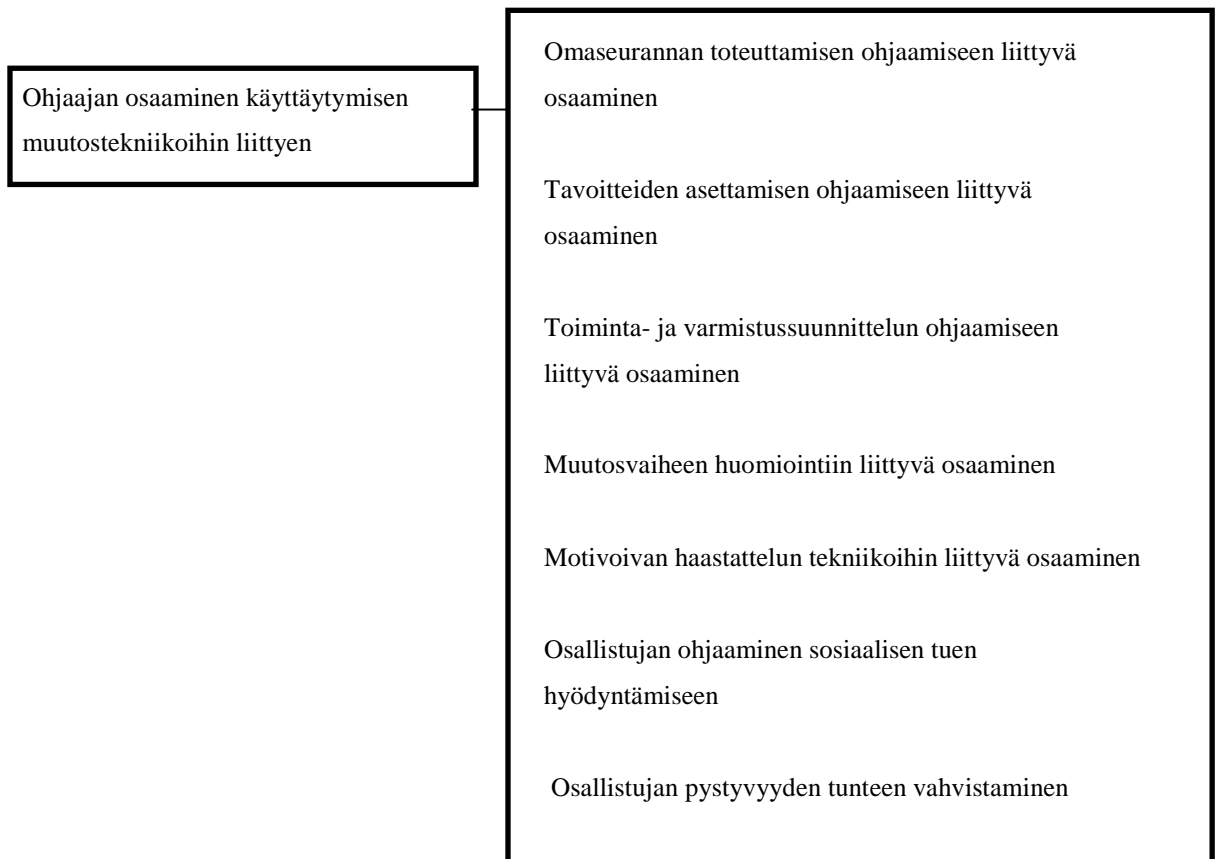 Ohjaajan osaaminen käyttäytymisen
muutostekniikoihin liittyen
Omaseurannan toteuttamisen ohjaamiseen liittyvä
osaaminen
Tavoitteiden asettamisen ohjaamiseen liittyvä
osaaminen
Toiminta- ja varmistussuunnittelun ohjaamiseen
liittyvä osaaminen
Muutosvaiheen huomiointiin liittyvä osaaminen
Motivoivan haastattelun tekniikoihin liittyvä osaaminen
Osallistujan ohjaaminen sosiaalisen tuen
hyödyntämiseen
Osallistujan pystyvyyden tunteen vahvistaminen